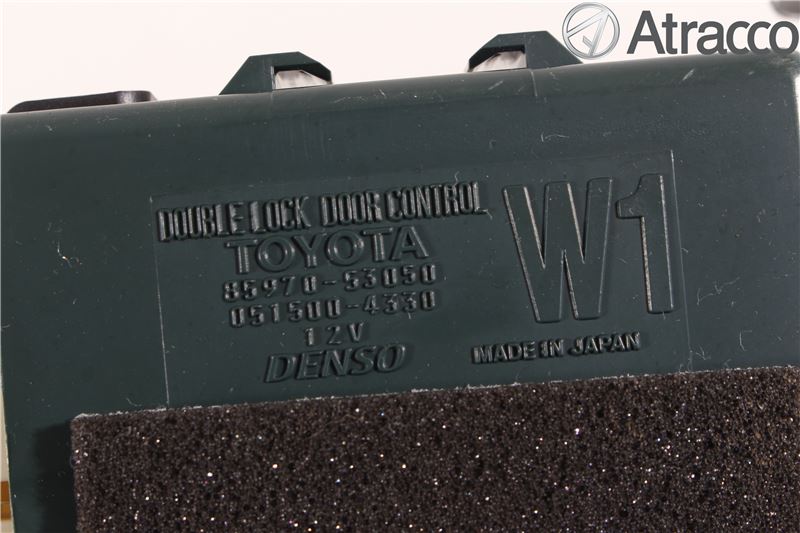 Atracco
DOUBLE LOCK DOOR CONTROL
TOYOTA
85970-53050
051500-4330
12V
DENSO
W1
MADE IN JAPAN